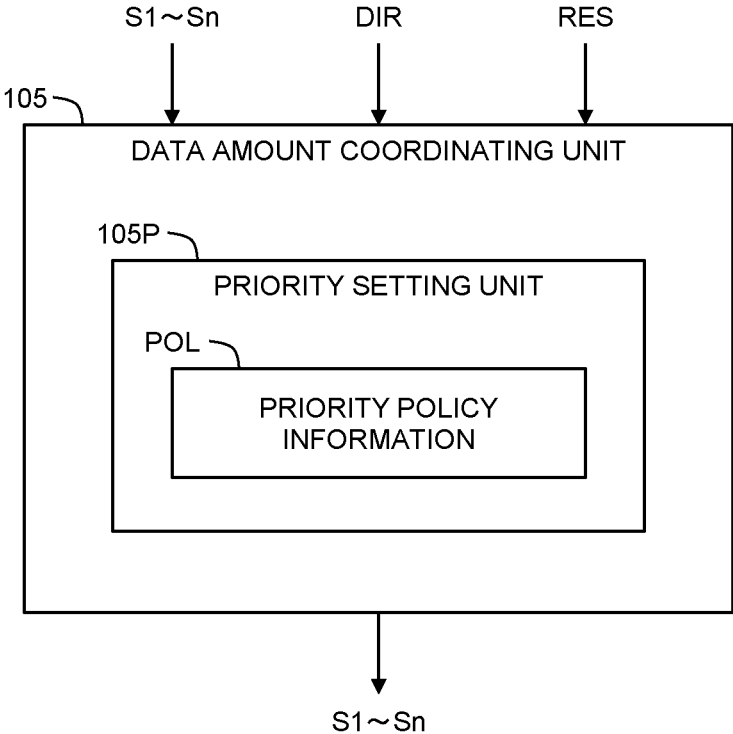 S1～Sn
DIR
RES
105
DATA AMOUNT COORDINATING UNIT
105P
PRIORITY SETTING UNIT
POL
PRIORITY POLICY
INFORMATION
S1～Sn